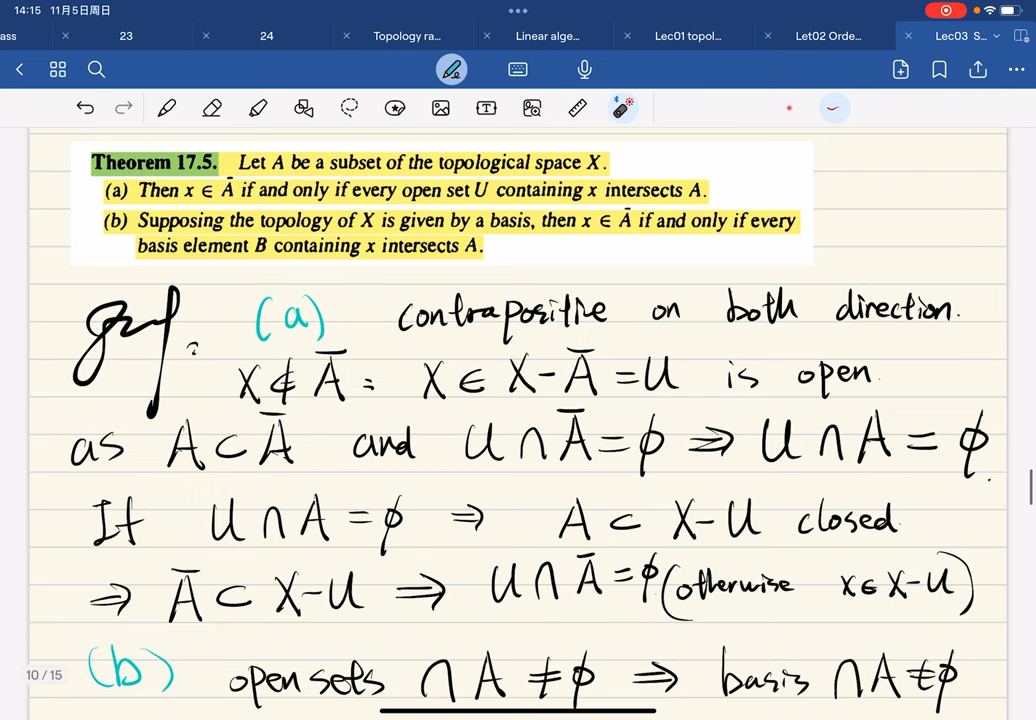 14:15 11月5日周日
ass 23 24 Topology ra... Linear alge... Lec01 topol... Let02 Orde... Lec03 S...
Theorem 17.5. Let A be a subset of the topological space X.
(a) Then x ∈ Ā if and only if every open set U containing x intersects A.
(b) Supposing the topology of X is given by a basis, then x ∈ Ā if and only if every
basis element B containing x intersects A.
(a) contrapositive on both direction.
X ∉ Ā = X ∈ X-Ā = U is open.
as A ⊂ Ā and U ∩ Ā = ϕ ⇒ U ∩ A = ϕ.
If U ∩ A = ϕ ⇒ A ⊂ X-U closed.
⇒ Ā ⊂ X-U ⇒ U ∩ Ā = ϕ (otherwise x ∈ X-U)
10 / 15
(b) open sets ∩ A ≠ ϕ ⇒ basis ∩ A ≠ ϕ